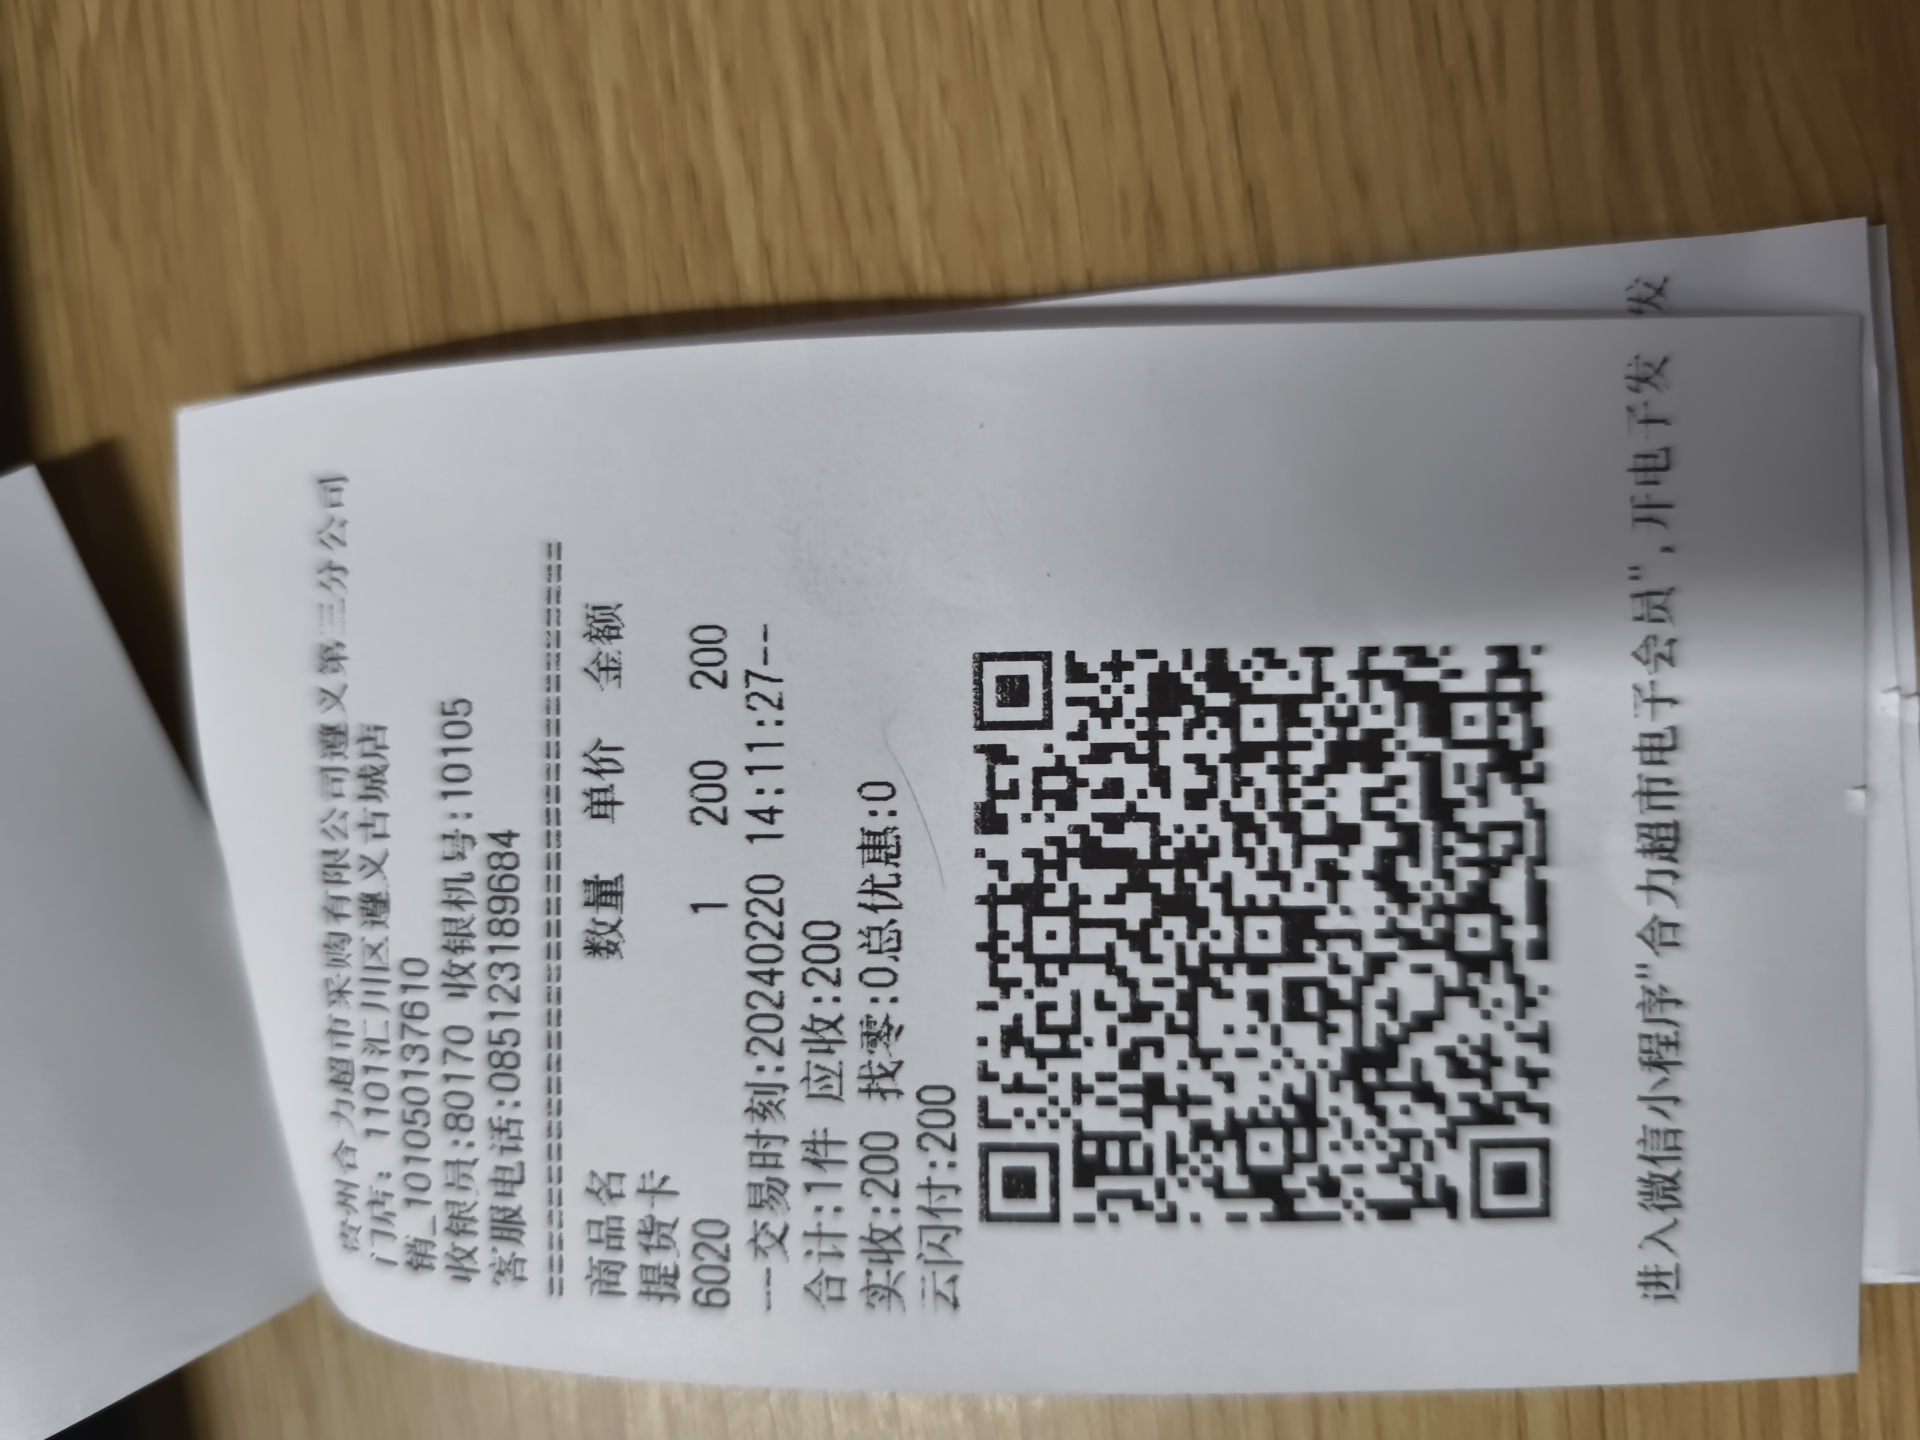 贵州合力超市采购有限公司遵义第三分公司
门店: 1101汇川区遵义古城店
销_1010501376​10
收银员:80170 收银机号:10105
客服电话:085123189684
商品名 数量 单价 金额
提货卡
6020 1 200 200
---交易时刻:20240220 14:11:27--
合计:1件 应收:200
实收:200 找零:0总优惠:0
云闪付:200
进入微信小程序"合力超市电子会员", 开电子发
发